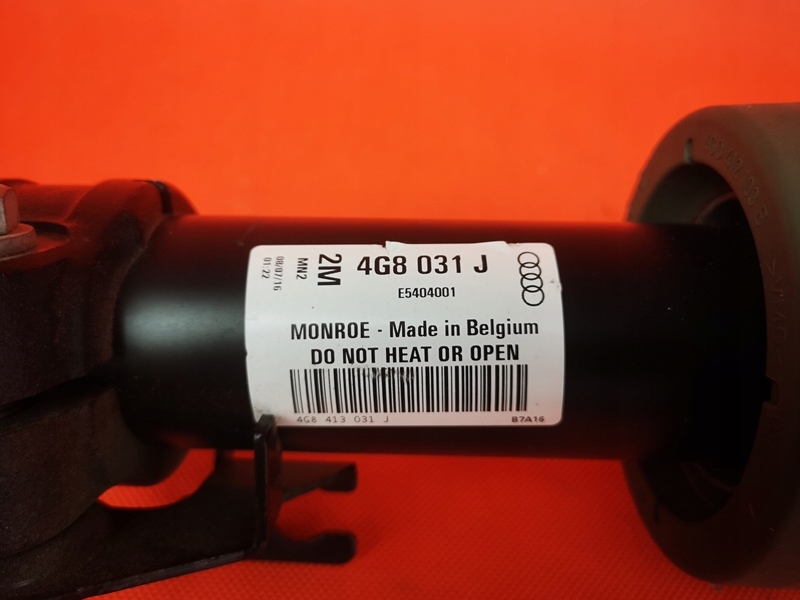 08/07/16
01:22
MN2
2M
4G8 031 J
E5404001
MONROE - Made in Belgium
DO NOT HEAT OR OPEN
4G8 413 031 J
B7A16